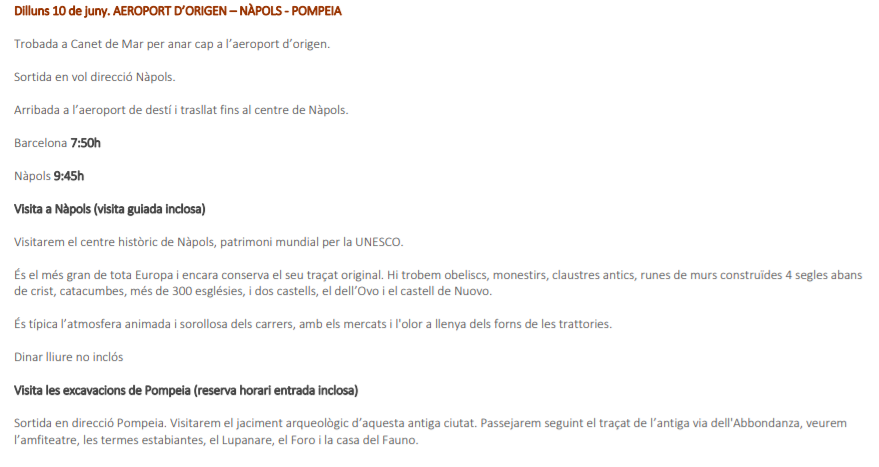 Dilluns 10 de juny. AEROPORT D’ORIGEN – NÀPOLS - POMPEIA
Trobada a Canet de Mar per anar cap a l’aeroport d’origen.
Sortida en vol direcció Nàpols.
Arribada a l’aeroport de destí i trasllat fins al centre de Nàpols.
Barcelona 7:50h
Nàpols 9:45h
Visita a Nàpols (visita guiada inclosa)
Visitarem el centre històric de Nàpols, patrimoni mundial per la UNESCO.
És el més gran de tota Europa i encara conserva el seu traçat original. Hi trobem obeliscs, monestirs, claustres antics, runes de murs construïdes 4 segles abans
de crist, catacumbes, més de 300 esglésies, i dos castells, el dell’Ovo i el castell de Nuovo.
És típica l’atmosfera animada i sorollosa dels carrers, amb els mercats i l'olor a llenya dels forns de les trattories.
Dinar lliure no inclós
Visita les excavacions de Pompeia (reserva horari entrada inclosa)
Sortida en direcció Pompeia. Visitarem el jaciment arqueològic d’aquesta antiga ciutat. Passejarem seguint el traçat de l’antiga via dell'Abbondanza, veurem
l’amfiteatre, les termes estabiantes, el Lupanare, el Foro i la casa del Fauno.